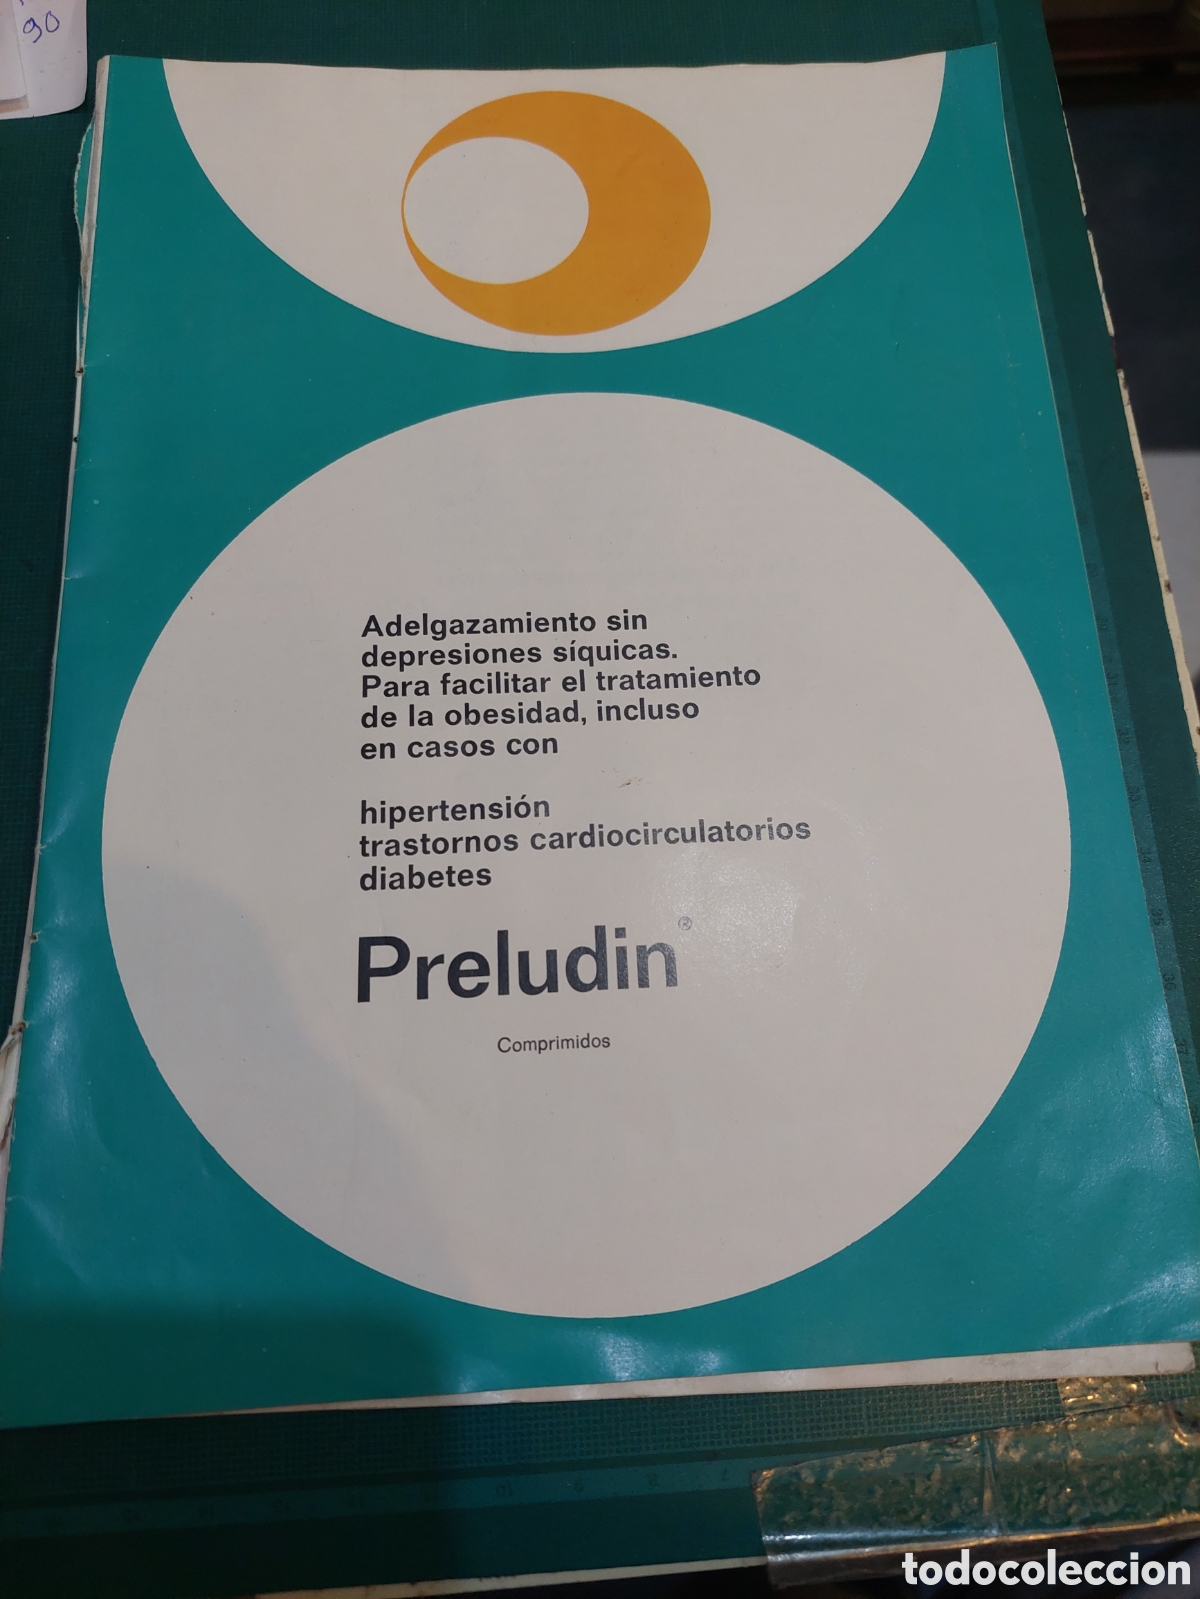 90
Adelgazamiento sin
depresiones síquicas.
Para facilitar el tratamiento
de la obesidad, incluso
en casos con
hipertensión
trastornos cardiocirculatorios
diabetes
Preludin®
Comprimidos
todocoleccion